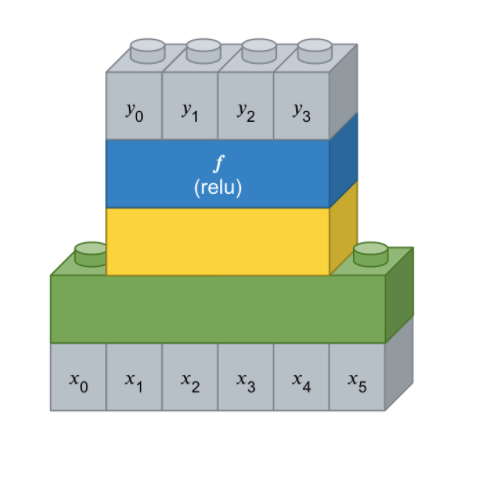 y₀ y₁ y₂ y₃
f
(relu)
x₀ x₁ x₂ x₃ x₄ x₅